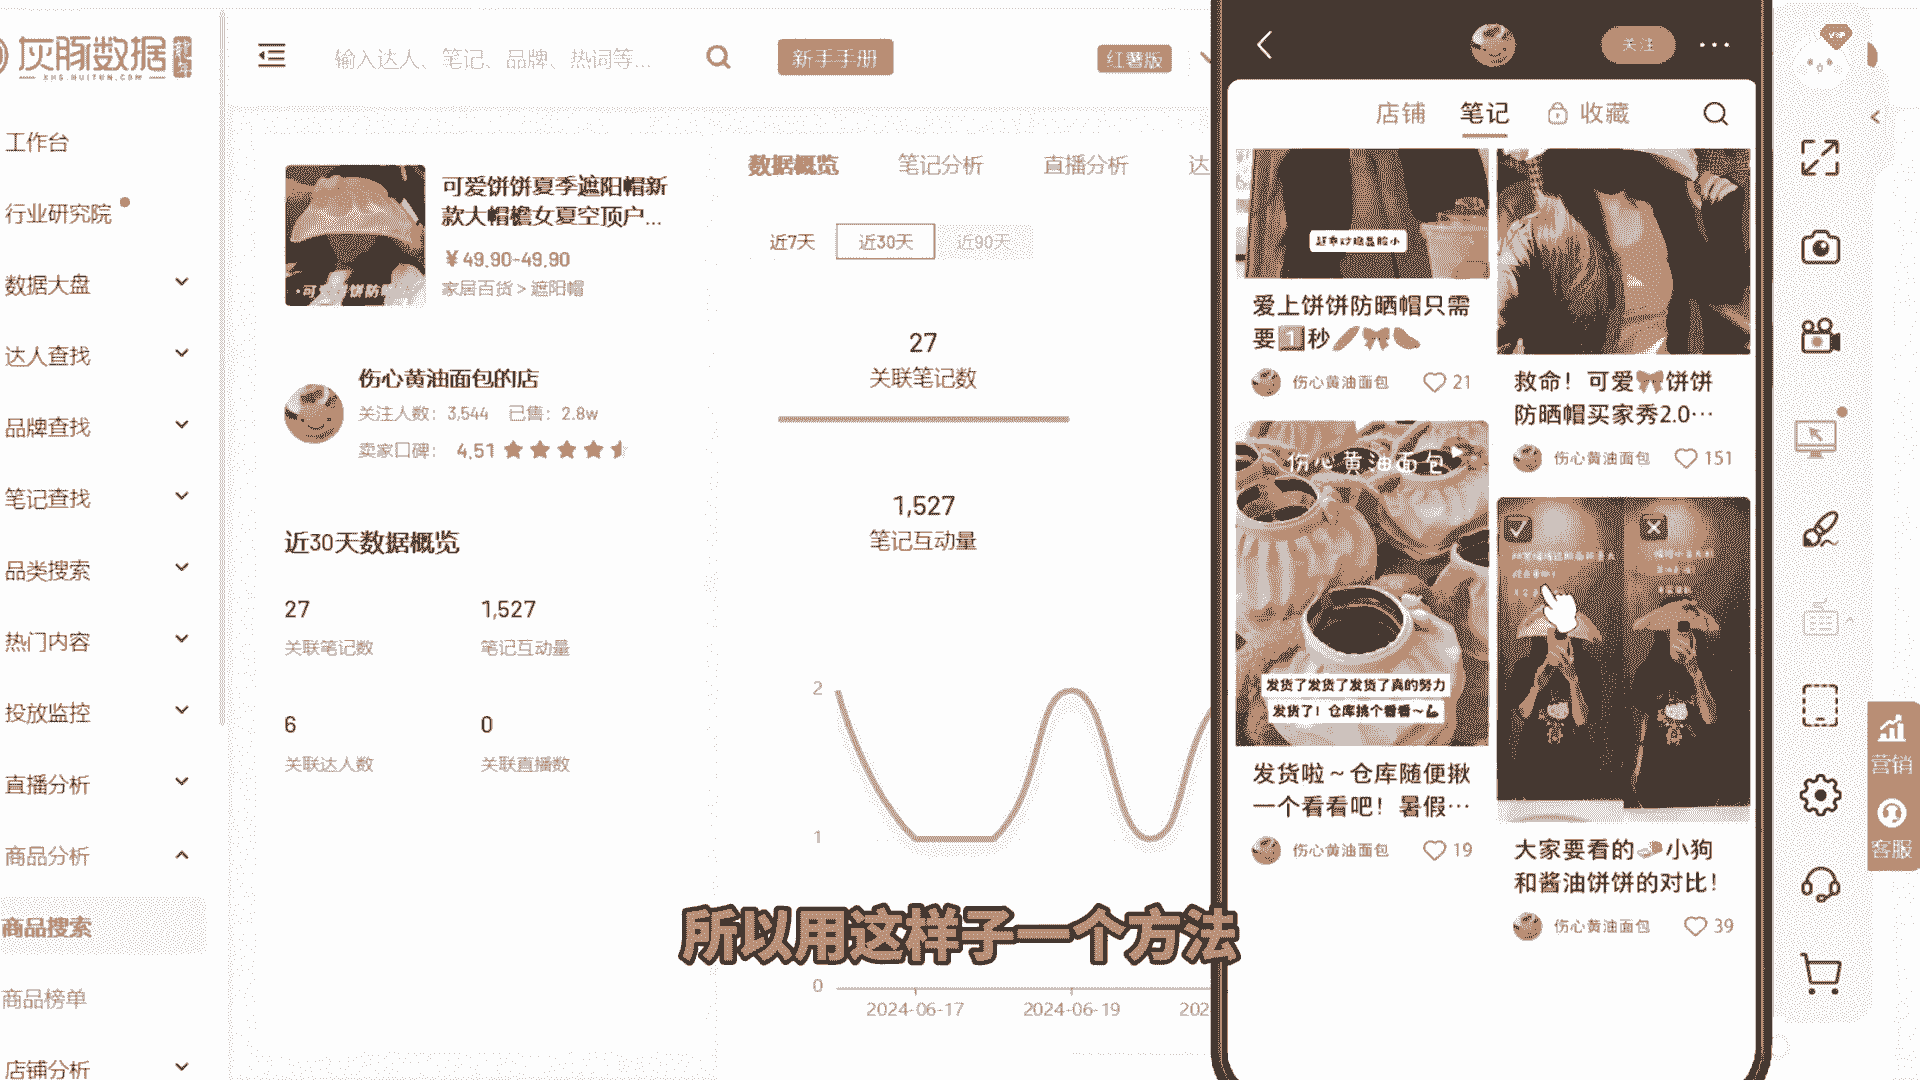 灰豚数据
XHS.HUITUN.COM
输入达人、笔记、品牌、热词等...
新手手册
红薯版
工作台
行业研究院
数据大盘
达人查找
品牌查找
笔记查找
品类搜索
热门内容
投放监控
直播分析
商品分析
商品搜索
商品榜单
店铺分析
可爱饼饼夏季遮阳帽新
款大帽檐女夏空顶户...
¥49.90-49.90
家居百货 > 遮阳帽
伤心黄油面包的店
关注人数：3,544 已售：2.8w
卖家口碑： 4.51
近30天数据概览
27 1,527
关联笔记数 笔记互动量
6 0
关联达人数 关联直播数
数据概览 笔记分析 直播分析 达
近7天 近30天 近90天
27
关联笔记数
1,527
笔记互动量
2
1
0
2024-06-17 2024-06-19 202
所以用这样子一个方法
关注
店铺 笔记 收藏
爱上饼饼防晒帽只需
要1秒
伤心黄油面包 21
伤心黄油面包
发货了发货了发货了真的努力
发货了！仓库挑个看看~
发货啦～仓库随便揪
一个看看吧！暑假…
伤心黄油面包 19
救命！可爱饼饼
防晒帽买家秀2.0…
伤心黄油面包 151
大家要看的小狗
和酱油饼饼的对比！
伤心黄油面包 39
VIP
营销
客服